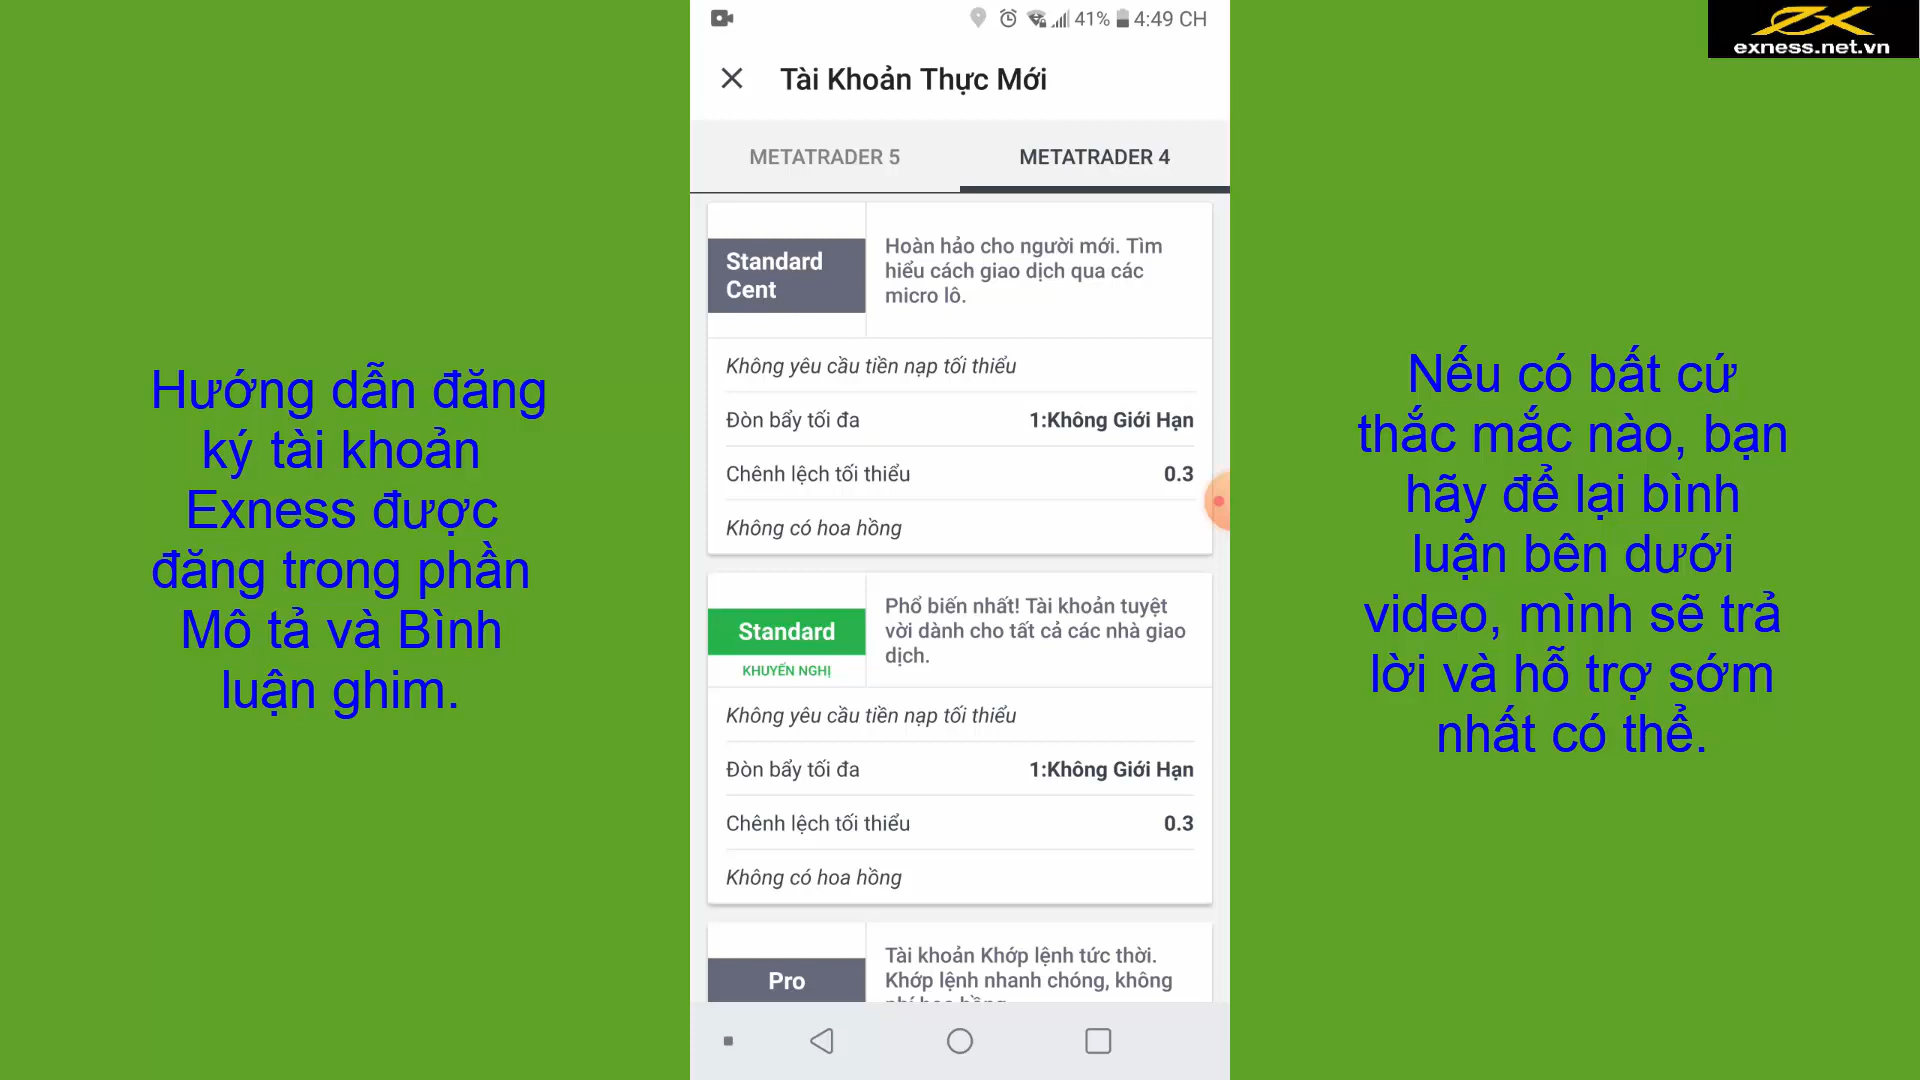 41% 4:49 CH
exness.net.vn
Tài Khoản Thực Mới
METATRADER 5
METATRADER 4
Standard
Cent
Hoàn hảo cho người mới. Tìm
hiểu cách giao dịch qua các
micro lô.
Không yêu cầu tiền nạp tối thiểu
Đòn bẩy tối đa
1:Không Giới Hạn
Chênh lệch tối thiểu
0.3
Không có hoa hồng
Standard
KHUYẾN NGHỊ
Phổ biến nhất! Tài khoản tuyệt
vời dành cho tất cả các nhà giao
dịch.
Không yêu cầu tiền nạp tối thiểu
Đòn bẩy tối đa
1:Không Giới Hạn
Chênh lệch tối thiểu
0.3
Không có hoa hồng
Pro
Tài khoản Khớp lệnh tức thời.
Khớp lệnh nhanh chóng, không
Hướng dẫn đăng
ký tài khoản
Exness được
đăng trong phần
Mô tả và Bình
luận ghim.
Nếu có bất cứ
thắc mắc nào, bạn
hãy để lại bình
luận bên dưới
video, mình sẽ trả
lời và hỗ trợ sớm
nhất có thể.